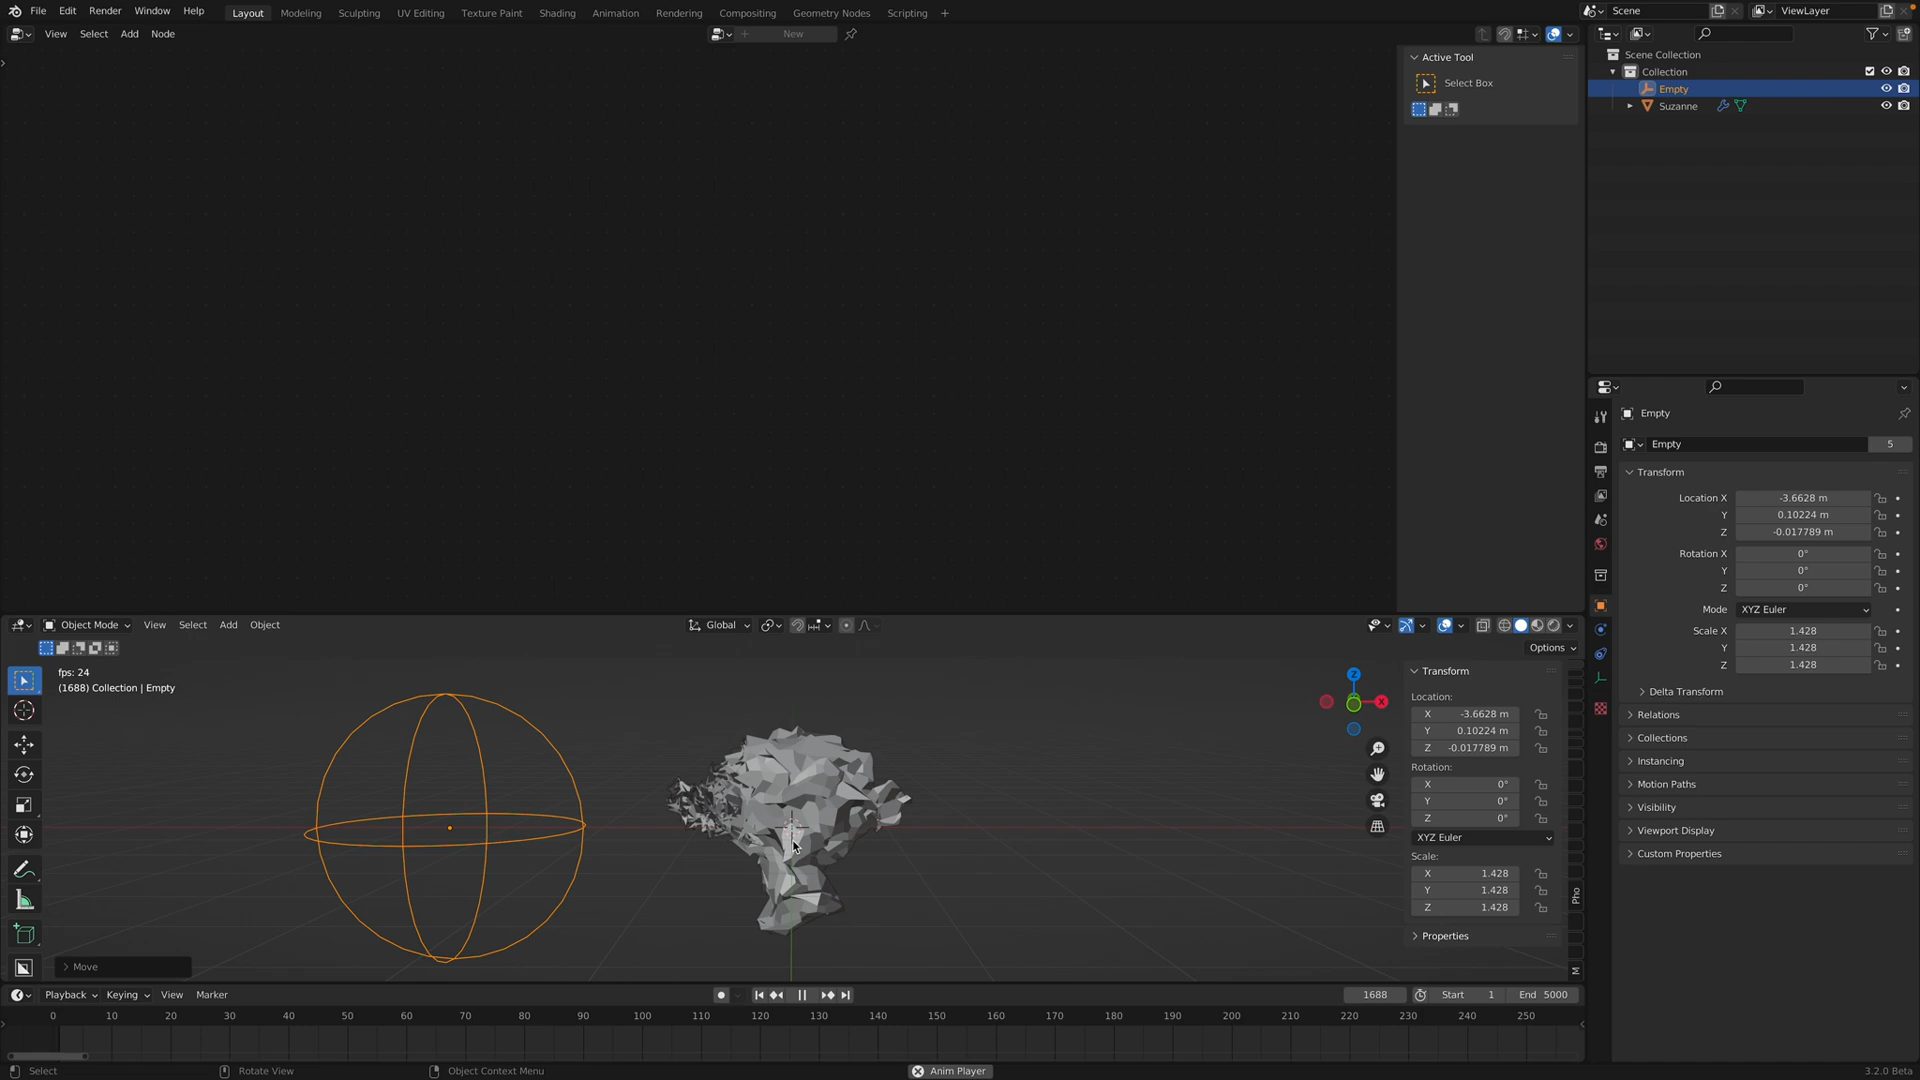 File Edit Render Window Help Layout Modeling Sculpting UV Editing Texture Paint Shading Animation Rendering Compositing Geometry Nodes Scripting + Scene ViewLayer
View Select Add Node New
Active Tool
Select Box
Scene Collection
Collection
Empty
Suzanne
Empty
Empty 5
Transform
Location X -3.6628 m
Y 0.10224 m
Z -0.017789 m
Rotation X 0°
Y 0°
Z 0°
Mode XYZ Euler
Scale X 1.428
Y 1.428
Z 1.428
Delta Transform
Relations
Collections
Instancing
Motion Paths
Visibility
Viewport Display
Custom Properties
Object Mode View Select Add Object Global
Options
fps: 24
(1688) Collection | Empty
Z
X
Transform
Location:
X -3.6628 m
Y 0.10224 m
Z -0.017789 m
Rotation:
X 0°
Y 0°
Z 0°
XYZ Euler
Scale:
X 1.428
Y 1.428
Z 1.428
Properties
Pho
M
Move
Playback Keying View Marker 1688 Start 1 End 5000
0 10 20 30 40 50 60 70 80 90 100 110 120 130 140 150 160 170 180 190 200 210 220 230 240 250
Select Rotate View Object Context Menu Anim Player 3.2.0 Beta